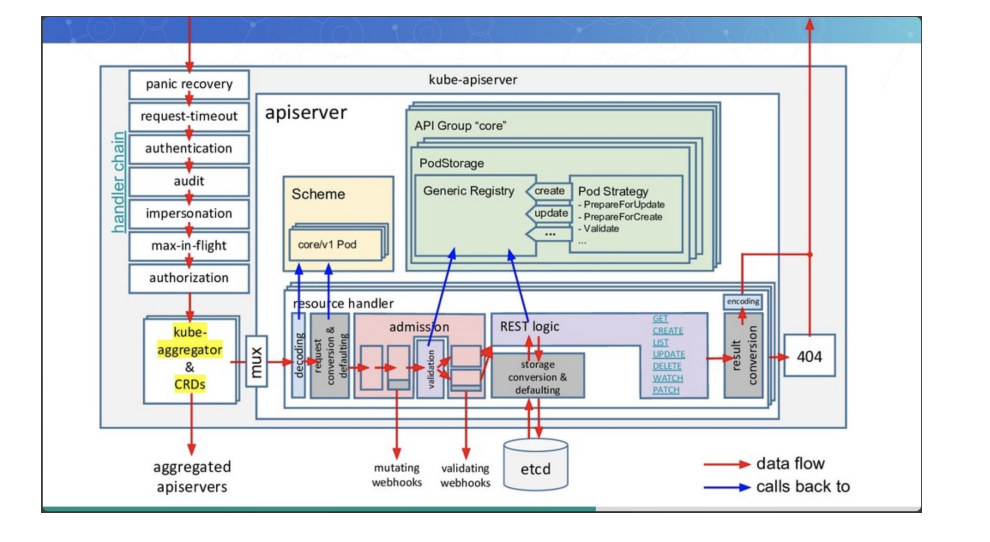 kube-apiserver
panic recovery
request-timeout
authentication
audit
impersonation
max-in-flight
authorization
handler chain
kube-
aggregator
&
CRDs
mux
aggregated
apiservers
apiserver
Scheme
core/v1 Pod
API Group “core”
PodStorage
Generic Registry
create
update
...
Pod Strategy
- PrepareForUpdate
- PrepareForCreate
- Validate
...
resource handler
decoding
request
conversion &
defaulting
admission
validation
mutating
webhooks
validating
webhooks
REST logic
storage
conversion &
defaulting
etcd
GET
CREATE
LIST
UPDATE
DELETE
WATCH
PATCH
encoding
result
conversion
404
data flow
calls back to